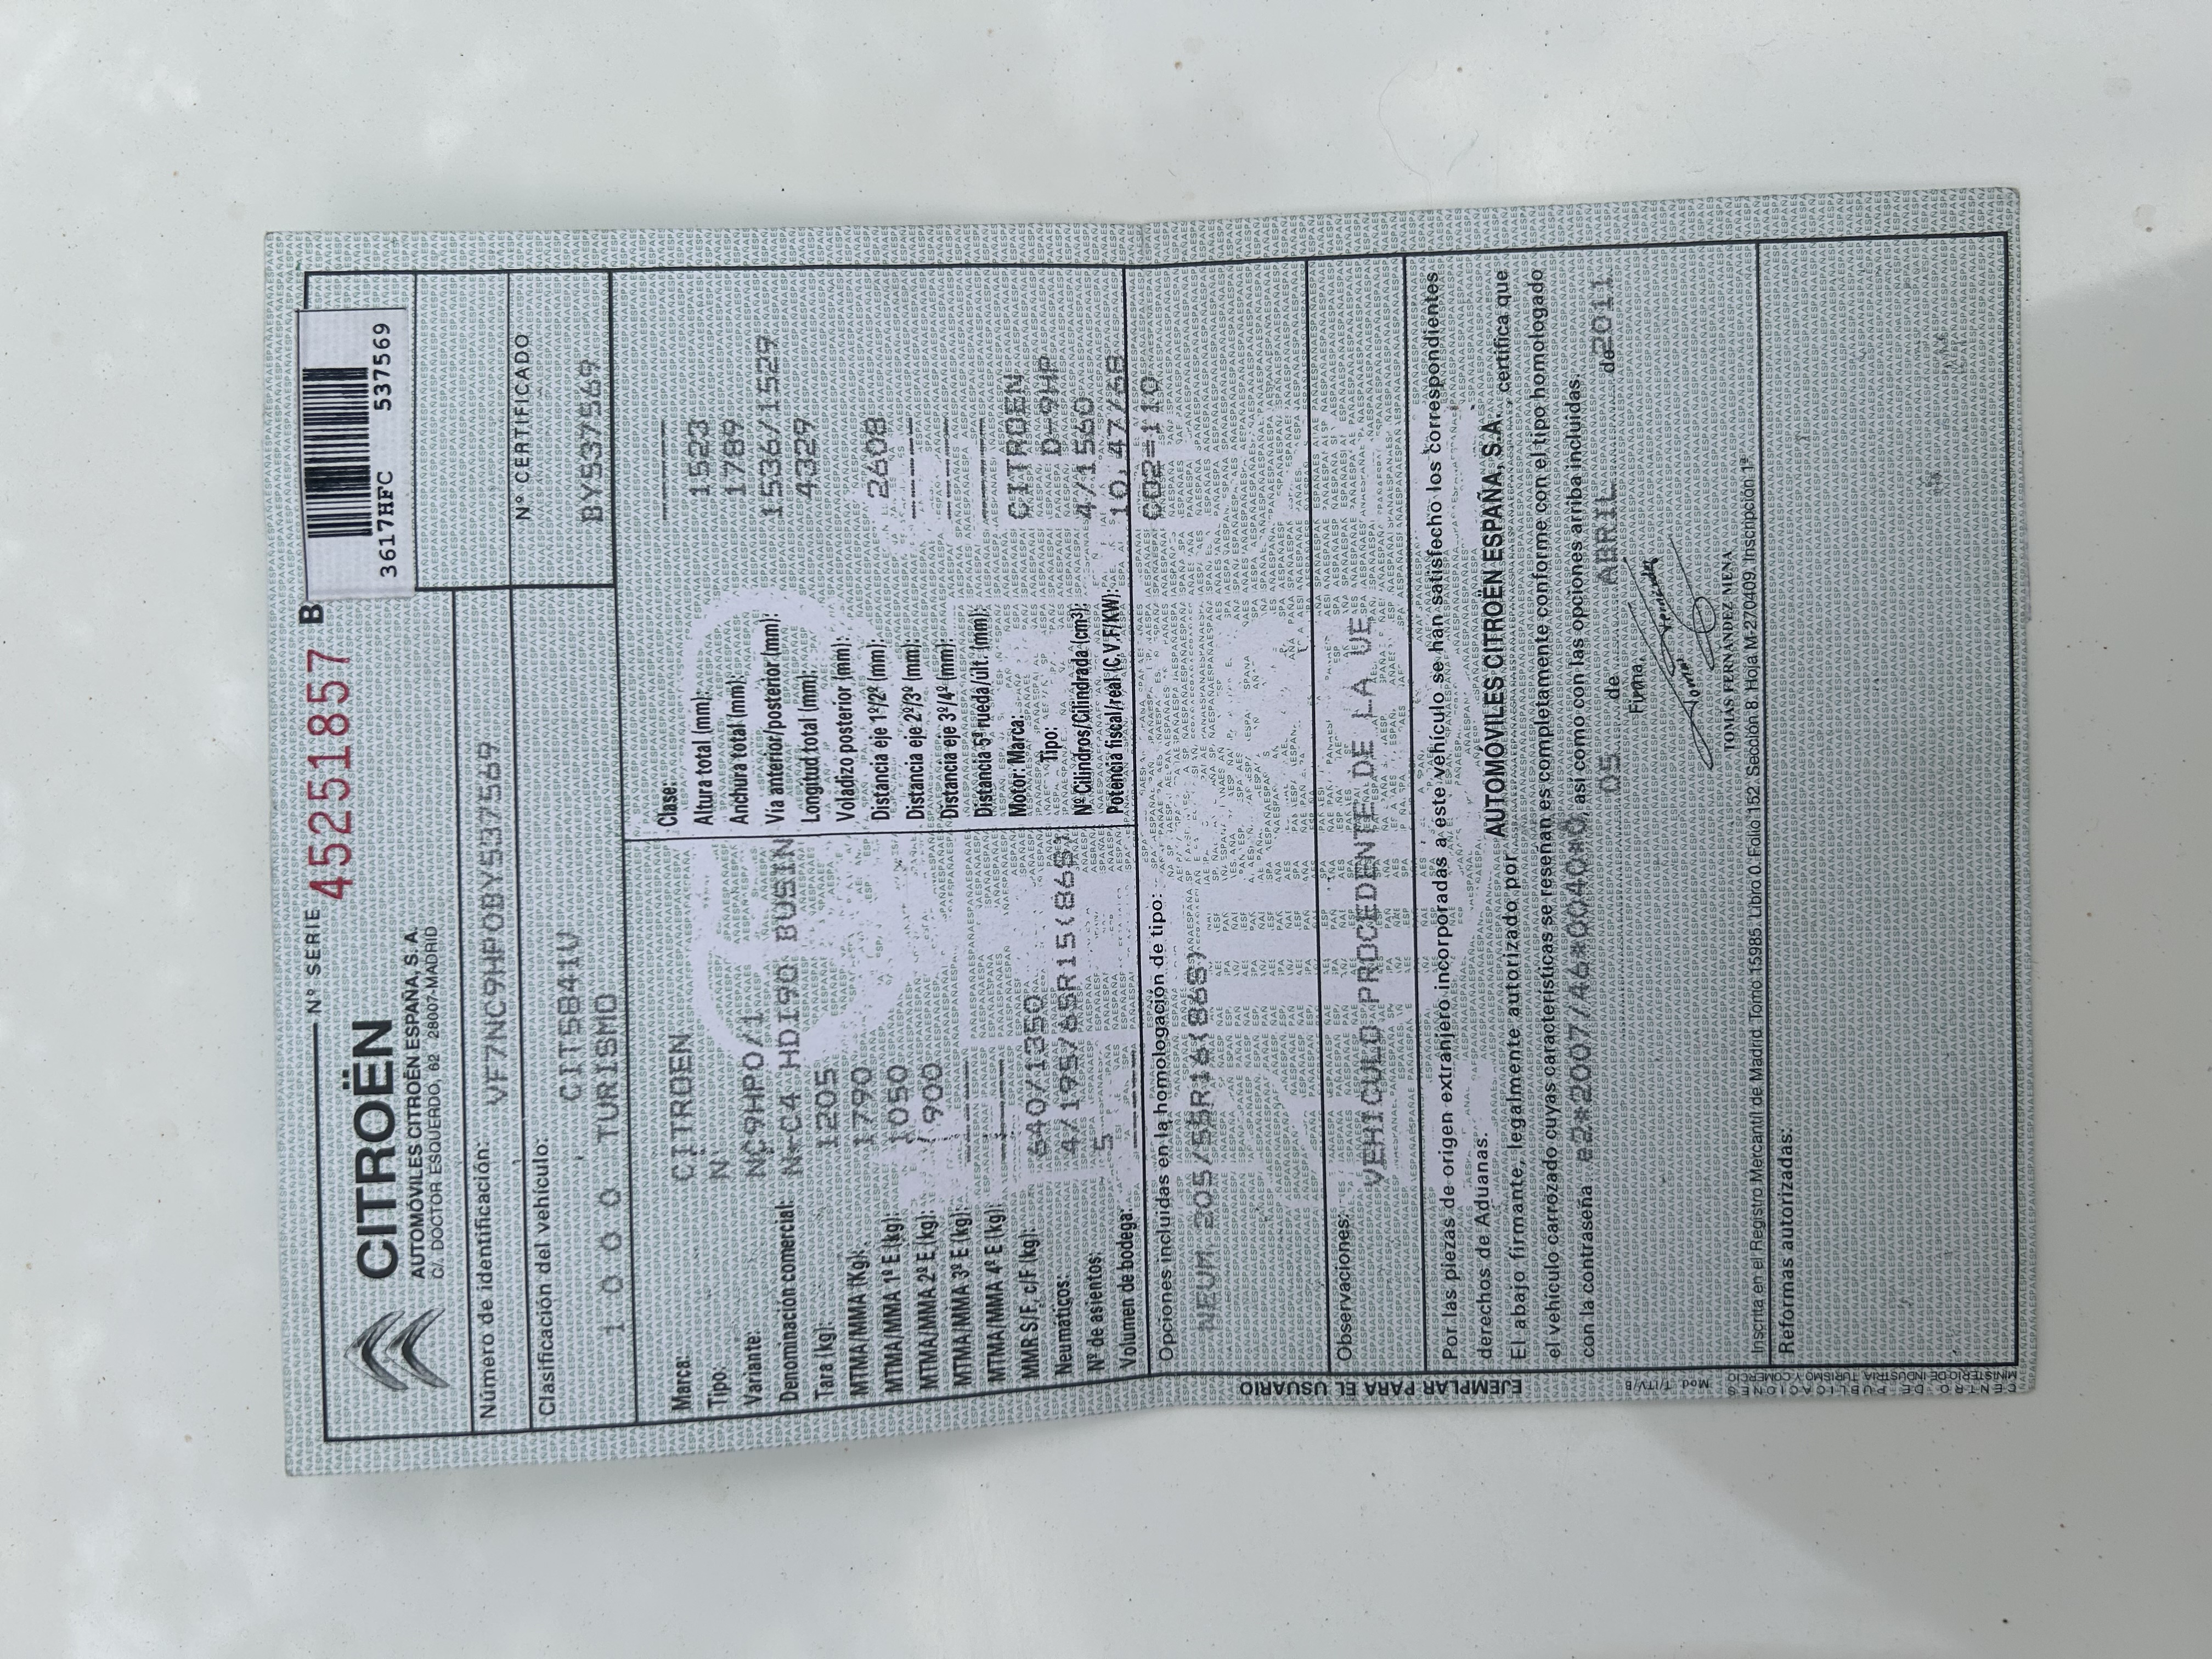 Nº SERIE 45251857 B
CITROËN
AUTOMÓVILES CITROËN ESPAÑA, S. A.
C/. DOCTOR ESQUERDO, 62 28007-MADRID
3617HFC 537569
Número de identificación: VF7NC9HP0BY537569
Nº CERTIFICADO
Clasificación del vehículo: CIT5841V
BY537569
1 0 0 0 TURISMO
Marca: CITROEN
Tipo: N
Variante: NC9HP0/1
Denominación comercial: N-C4 HDI90 BUSIN
Tara (kg): 1205
MTMA/MMA (Kg): 1790
MTMA/MMA 1º E (kg): 1050
MTMA/MMA 2º E (kg): 900
MTMA/MMA 3º E (kg): ----
MTMA/MMA 4º E (kg): ----
MMR S/F, c/F (kg): 640/1350
Neumáticos: 4/195/65R15(86S)
Nº de asientos: 5
Volumen de bodega: ----
Clase: ----
Altura total (mm): 1523
Anchura total (mm): 1789
Vía anterior/posterior (mm): 1536/1529
Longitud total (mm): 4329
Voladizo posterior (mm):
Distancia eje 1º/2º (mm): 2608
Distancia eje 2º/3º (mm): ----
Distancia eje 3º/4º (mm): ----
Distancia 5ª rueda/últ. (mm): ----
Motor: Marca: CITROEN
Tipo: D-9HP
Nº Cilindros/Cilindrada (cm³): 4/1560
Potencia fiscal/real (C.V.F/KW): 10,47/68
Opciones incluidas en la homologación de tipo: CO2=110
NEUM.205/55R16(86S)
Observaciones:
VEHICULO PROCEDENTE DE LA UE
Por las piezas de origen extranjero incorporadas a este vehículo se han satisfecho los correspondientes
derechos de Aduanas.
El abajo firmante, legalmente autorizado por AUTOMÓVILES CITROËN ESPAÑA, S.A., certifica que
el vehículo carrozado cuyas características se reseñan es completamente conforme con el tipo homologado
con la contraseña e2*2007/46*0040*0, así como con las opciones arriba incluidas.
05 de ABRIL de 2011
Firma,
TOMÁS FERNÁNDEZ MENA
Inscrita en el Registro Mercantil de Madrid Tomo 15985 Libro 0. Folio 152 Sección 8. Hoja M-270409 Inscripción 1ª
Reformas autorizadas:
EJEMPLAR PARA EL USUARIO
Mod. T/ITV/B